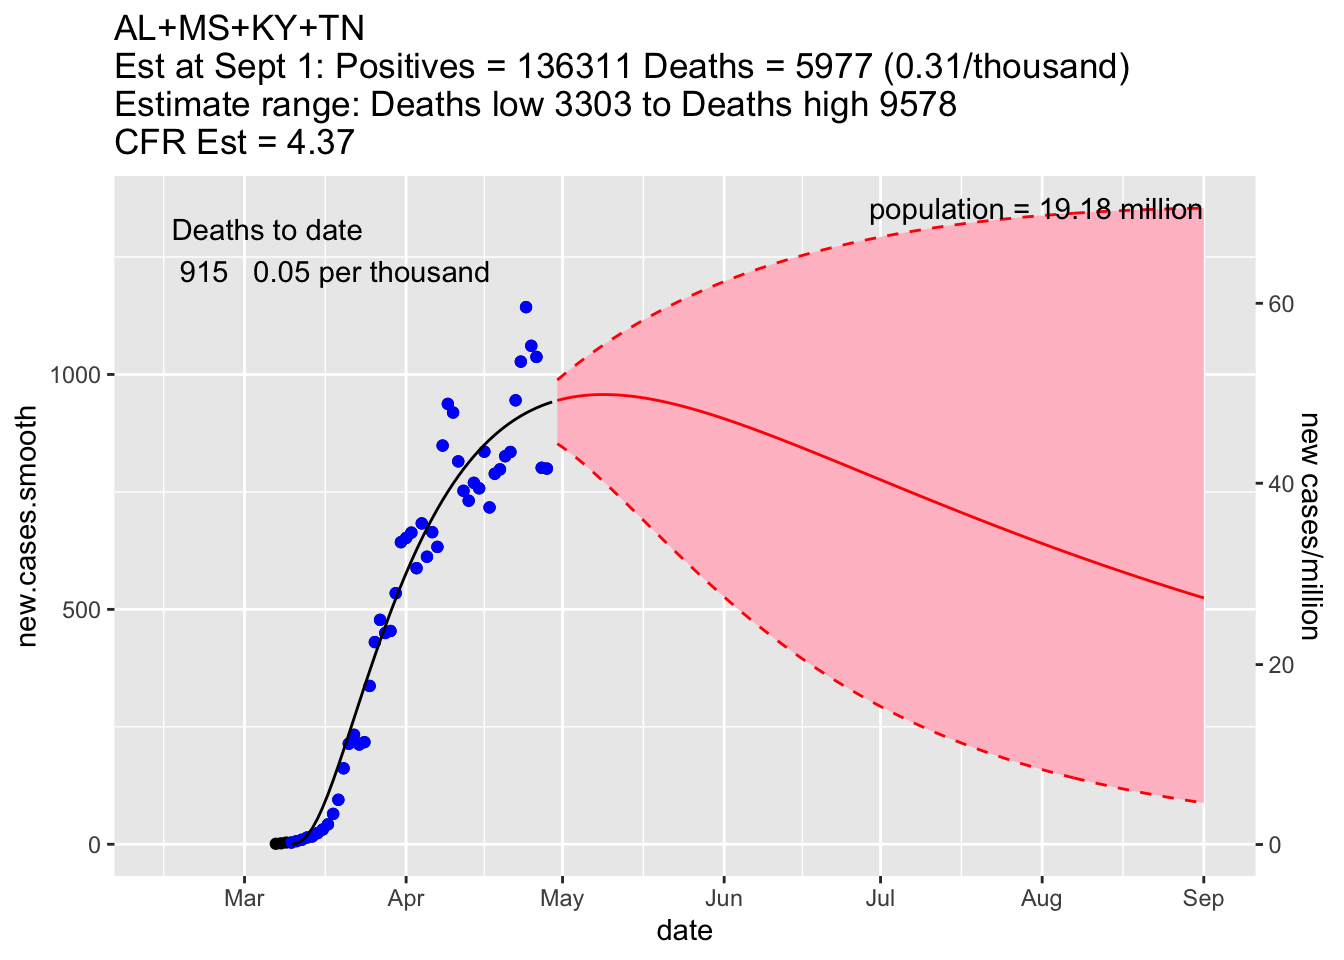 AL+MS+KY+TN
Est at Sept 1: Positives = 136311 Deaths = 5977 (0.31/thousand)
Estimate range: Deaths low 3303 to Deaths high 9578
CFR Est = 4.37
population = 19.18 million
Deaths to date
915 0.05 per thousand
60
1000
40
500
20
0
0
new.cases.smooth
new cases/million
Mar Apr May Jun Jul Aug Sep
date